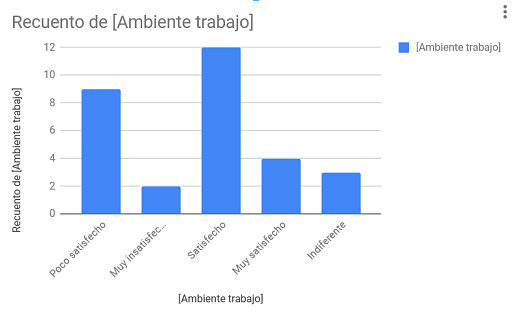 Recuento de [Ambiente trabajo]
[Ambiente trabajo]
Recuento de [Ambiente trabajo]
12
10
8
6
4
2
0
Poco satisfecho
Muy insatisfec...
Satisfecho
Muy satisfecho
Indiferente
[Ambiente trabajo]